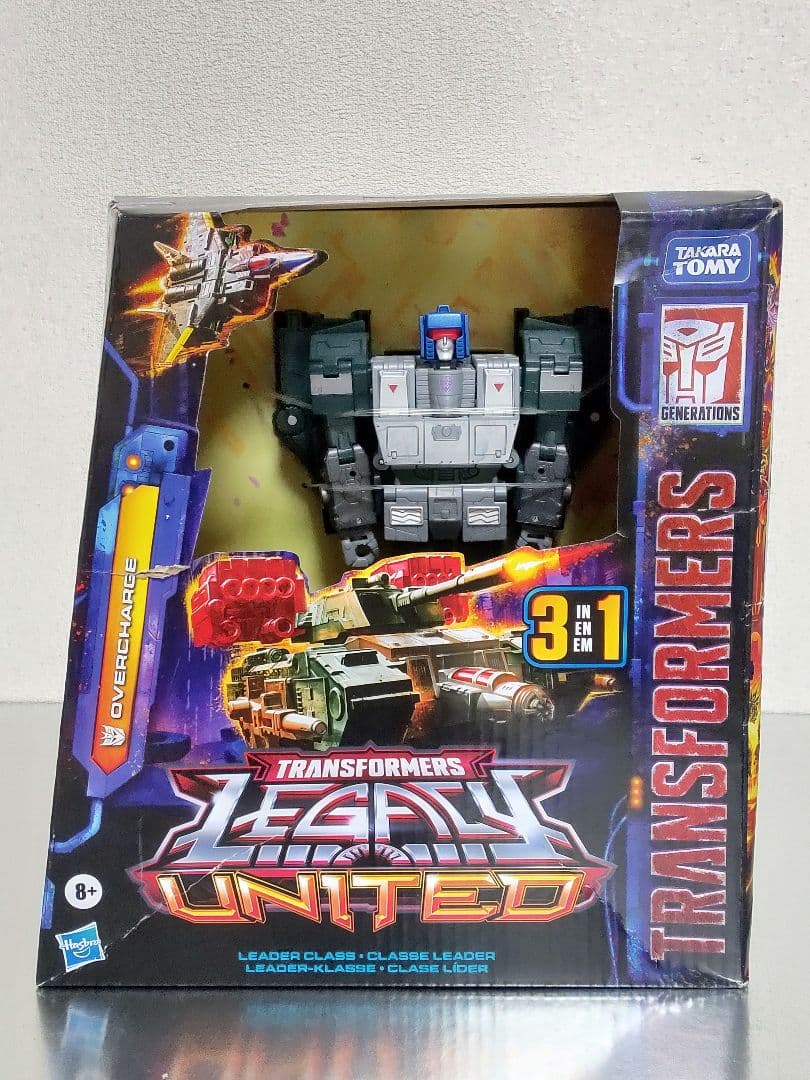 TAKARA
TOMY
GENERATIONS
TRANSFORMERS
OVERCHARGE
3 IN EN EM 1
TRANSFORMERS
LEGACY
UNITED
8+
Hasbro
LEADER CLASS • CLASSE LEADER
LEADER-KLASSE • CLASE LÍDER